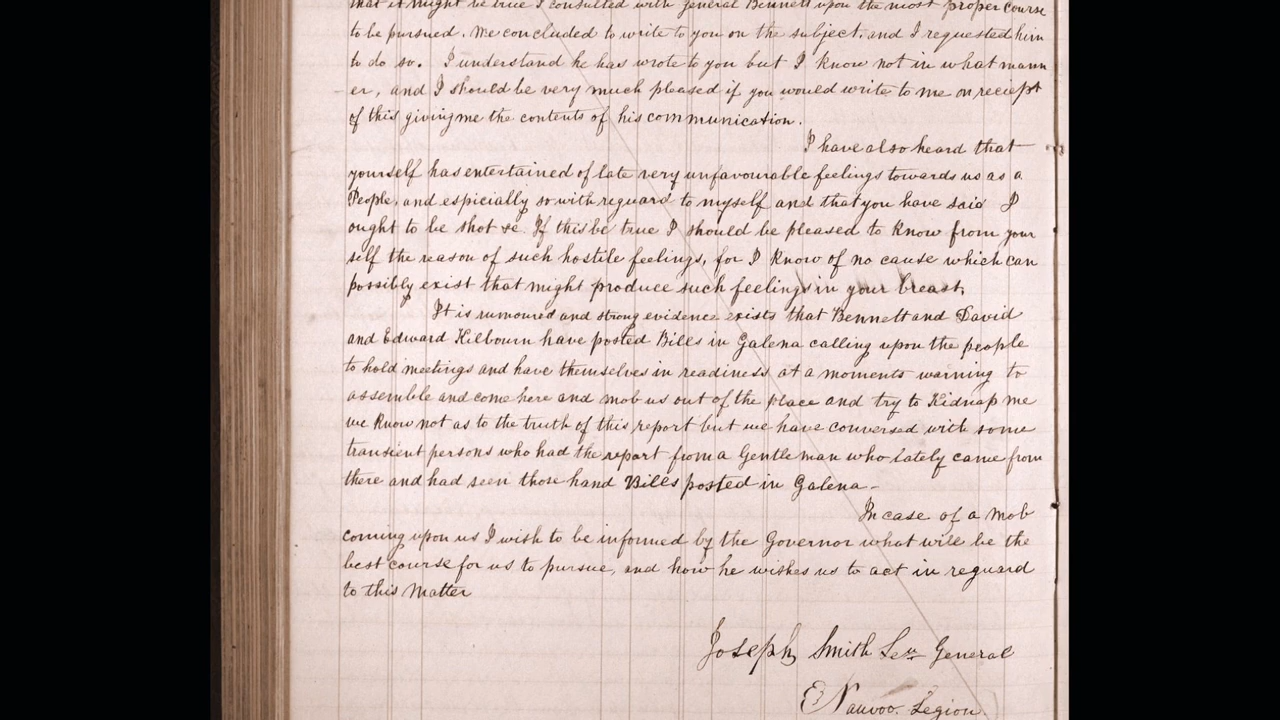 that it might be true I consulted with General Bennett upon the most proper course
to be pursued. We concluded to write to you on the subject, and I requested him
to do so. I understand he has wrote to you but I know not in what mann
er, and I should be very much pleased if you would write to me on reciept
of this giving me the contents of his communication.
I have also heard that
yourself has entertained of late very unfavourable feelings towards us as a
People, and especially so with reguard to myself and that you have said I
ought to be shot &c. If this be true I should be pleased to know from your
self the reason of such hostile feelings, for I know of no cause which can
possibly exist that might produce such feelings in your breast.
It is rumoured and strong evidence exists that Bennett and David
and Edward Kilbourn have posted Bills in Galena calling upon the people
to hold meetings and have themselves in readiness at a moments warning to
assemble and come here and mob us out of the place and try to Kidnap me
we know not as to the truth of this report but we have conversed with some
transient persons who had the report from a Gentleman who lately came from
there and had seen those hand Bills posted in Galena -
In case of a Mob
coming upon us I wish to be informed by the Governor what will be the
best course for us to pursue, and how he wishes us to act in reguard
to this Matter
Joseph Smith General
Nauvoo Legion